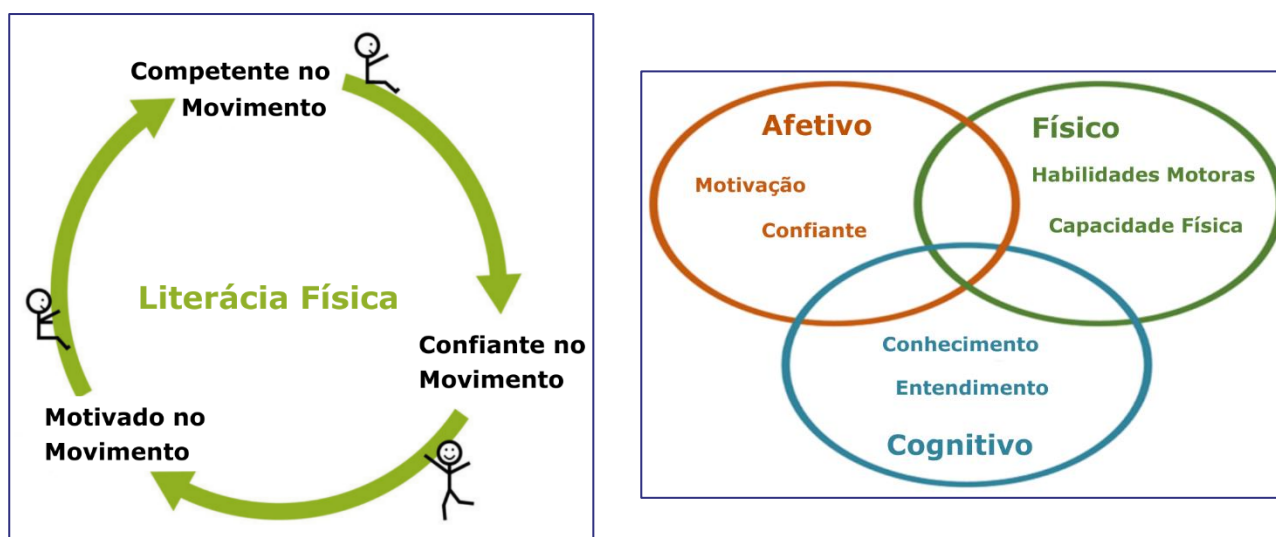 Competente no
Movimento
Literácia Física
Confiante no
Movimento
Motivado no
Movimento
Afetivo
Motivação
Confiante
Físico
Habilidades Motoras
Capacidade Física
Conhecimento
Entendimento
Cognitivo